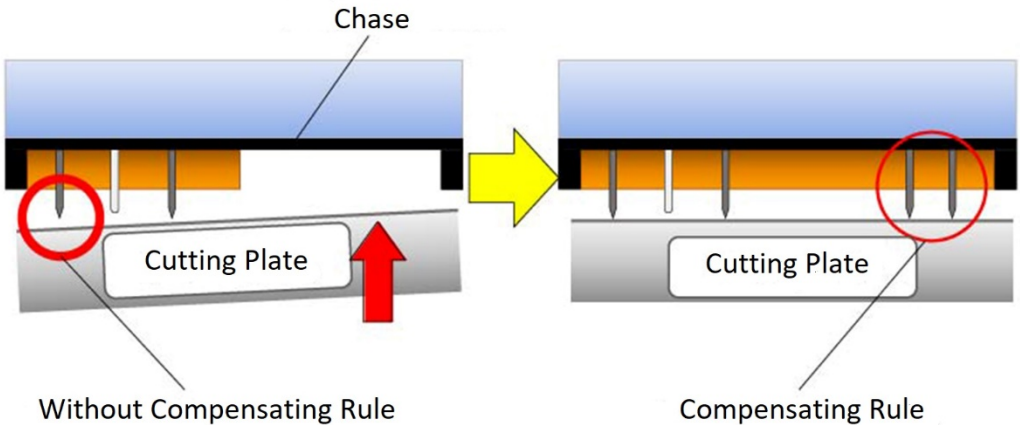 Chase
Cutting Plate
Cutting Plate
Without Compensating Rule
Compensating Rule